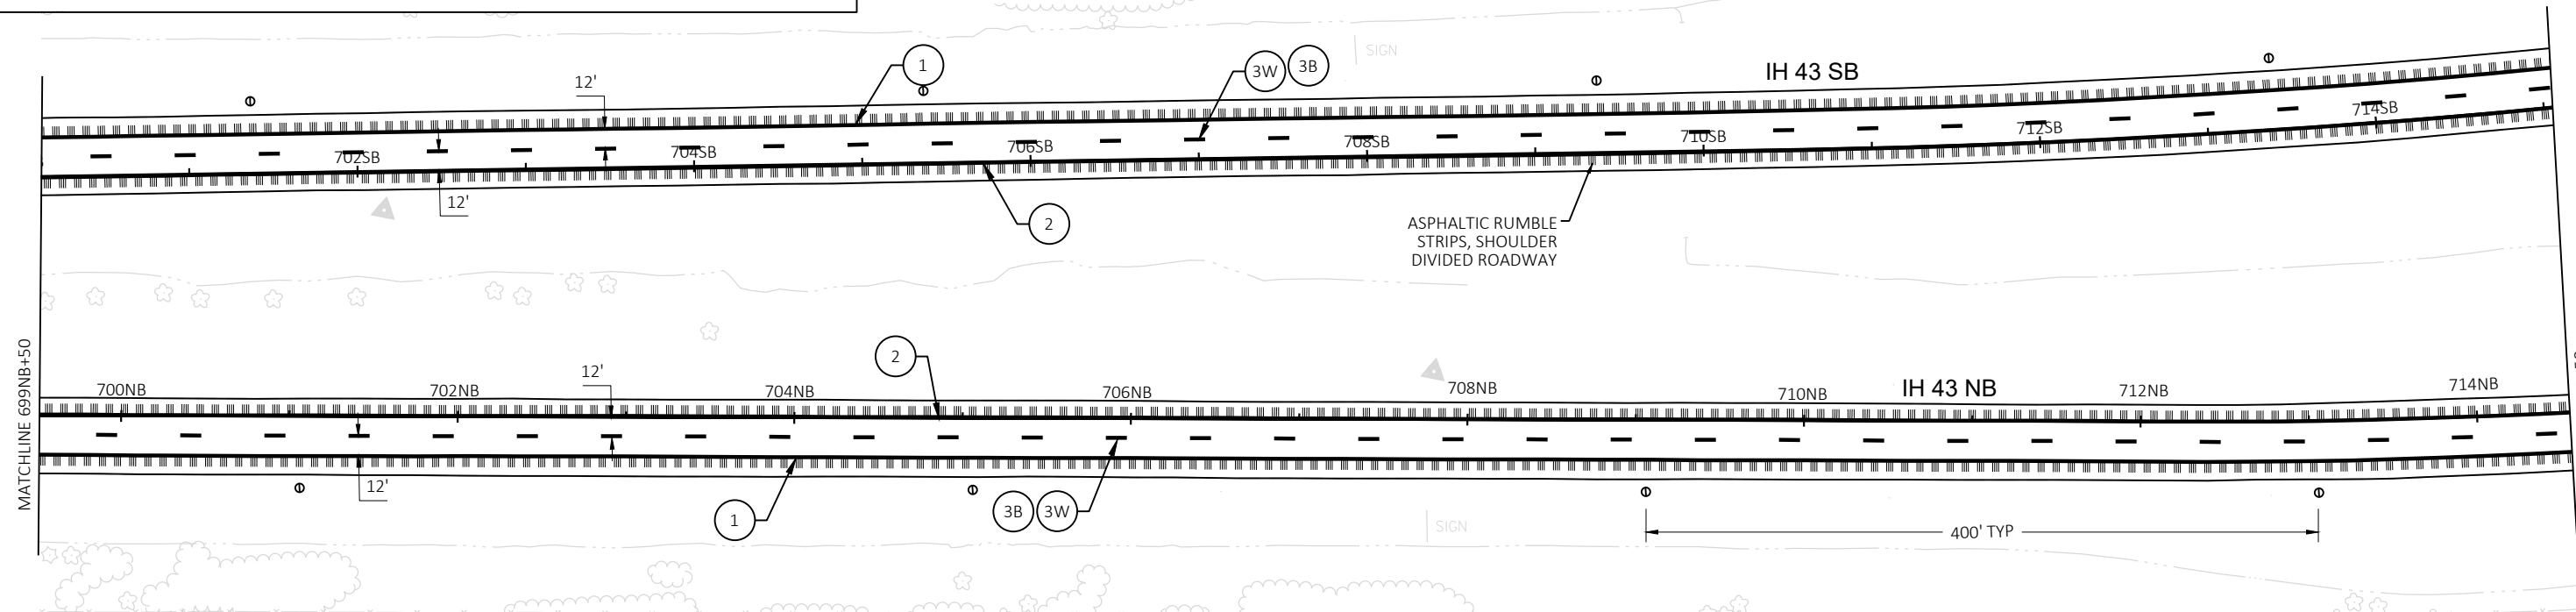 SIGN
IH 43 SB
1
3W
3B
12'
702SB
704SB
706SB
708SB
710SB
712SB
714SB
12'
2
ASPHALTIC RUMBLE
STRIPS, SHOULDER
DIVIDED ROADWAY
MATCHLINE 699NB+50
2
12'
700NB
702NB
704NB
706NB
708NB
710NB
IH 43 NB
712NB
714NB
12'
1
3B
3W
SIGN
400' TYP